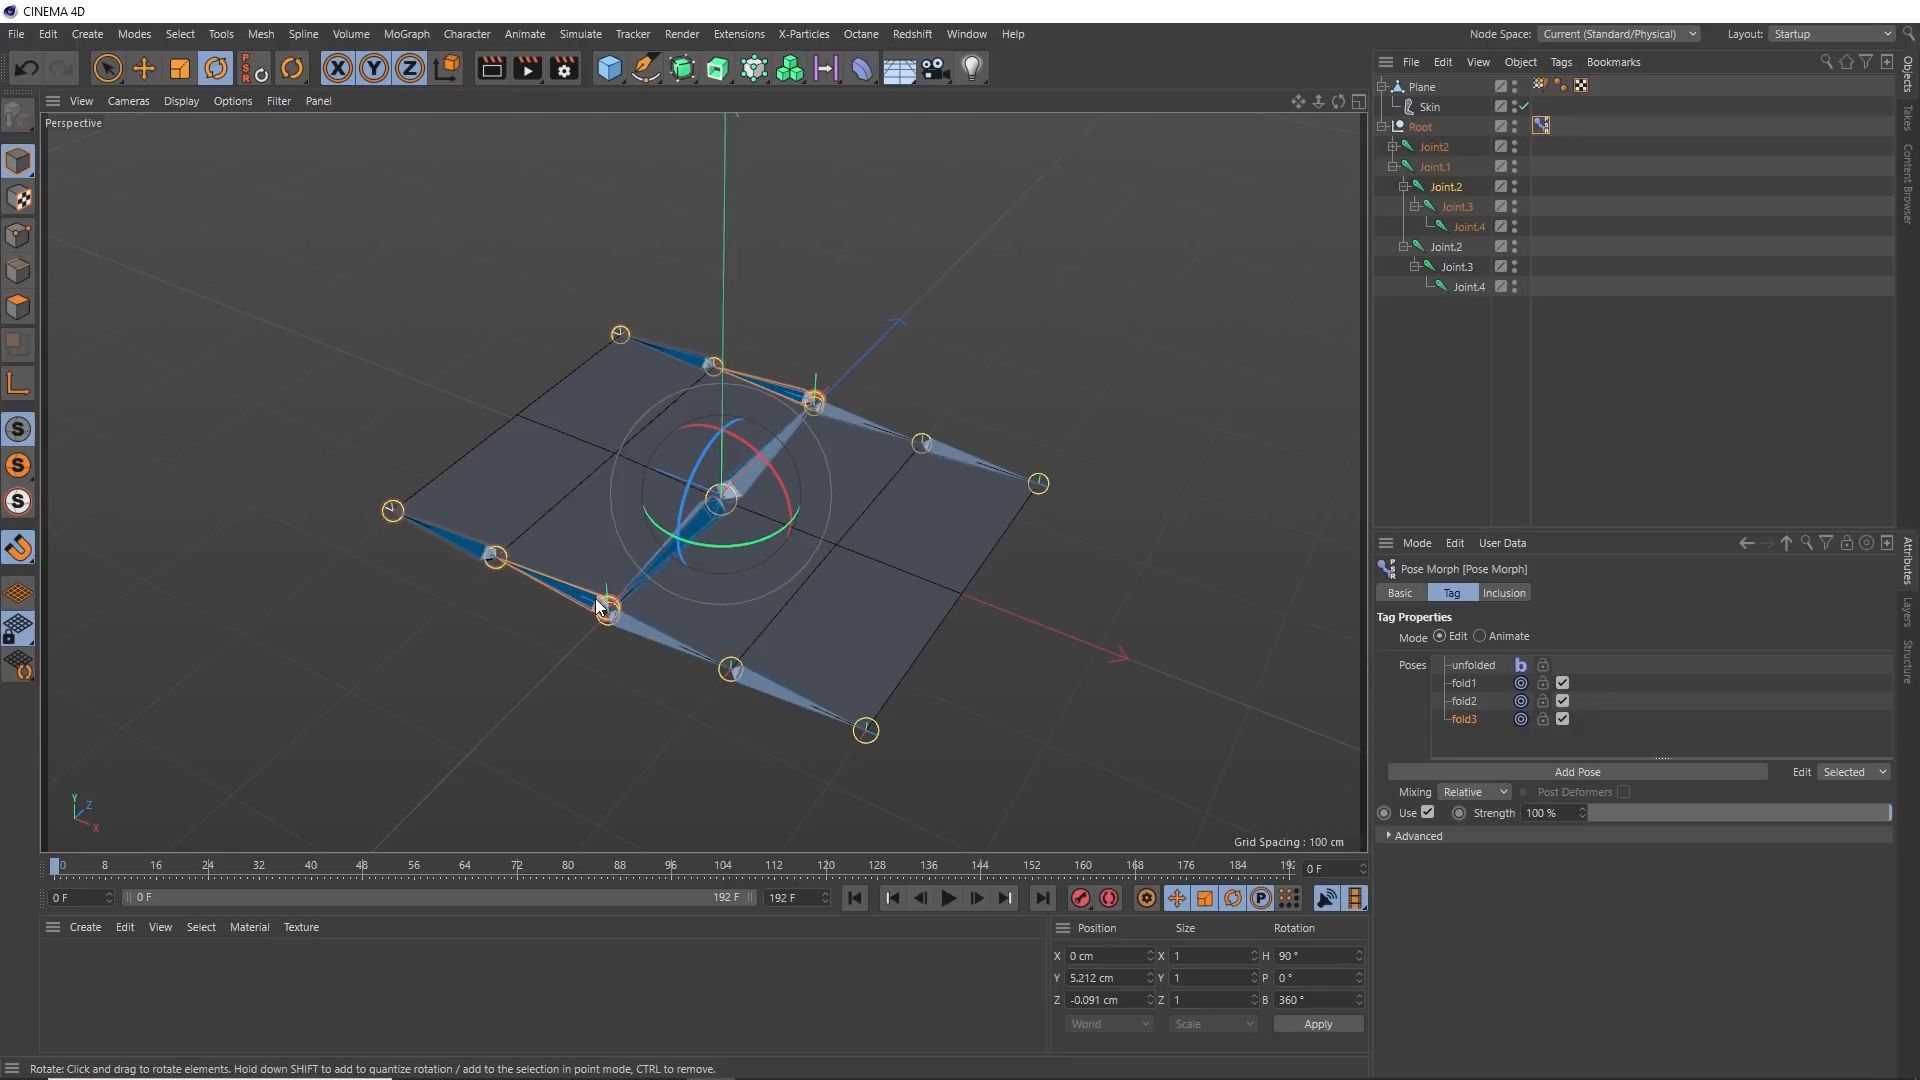 CINEMA 4D
File Edit Create Modes Select Tools Mesh Spline Volume MoGraph Character Animate Simulate Tracker Render Extensions X-Particles Octane Redshift Window Help
Node Space: Current (Standard/Physical) Layout: Startup
X Y Z
PSR
File Edit View Object Tags Bookmarks
View Cameras Display Options Filter Panel
Perspective
Plane
Skin
Root
Joint2
Joint.1
Joint.2
Joint.3
Joint.4
Joint.2
Joint.3
Joint.4
Objects
Takes
Content Browser
S
S
S
Mode Edit User Data
Pose Morph [Pose Morph]
Basic Tag Inclusion
Tag Properties
Mode Edit Animate
Poses unfolded b
fold1
fold2
fold3
Add Pose Edit Selected
Mixing Relative Post Deformers
Use Strength 100 %
Advanced
Attributes
Layers
Structure
Y Z X
Grid Spacing : 100 cm
0 8 16 24 32 40 48 56 64 72 80 88 96 104 112 120 128 136 144 152 160 168 176 184 0 F
0 F 0 F 192 F 192 F P
Create Edit View Select Material Texture
Position Size Rotation
X 0 cm X 1 H 90 °
Y 5.212 cm Y 1 P 0 °
Z -0.091 cm Z 1 B 360 °
World Scale Apply
Rotate: Click and drag to rotate elements. Hold down SHIFT to add to quantize rotation / add to the selection in point mode, CTRL to remove.